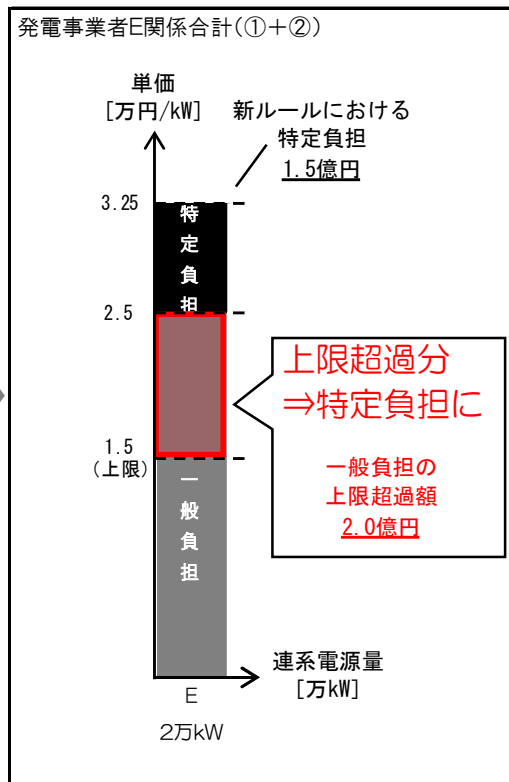 発電事業者E関係合計(①+②)
単価
[万円/kW]
新ルールにおける
特定負担
1.5億円
3.25
特定負担
2.5
上限超過分
⇒特定負担に
1.5
(上限)
一般負担の
上限超過額
2.0億円
一般負担
連系電源量
[万kW]
E
2万kW